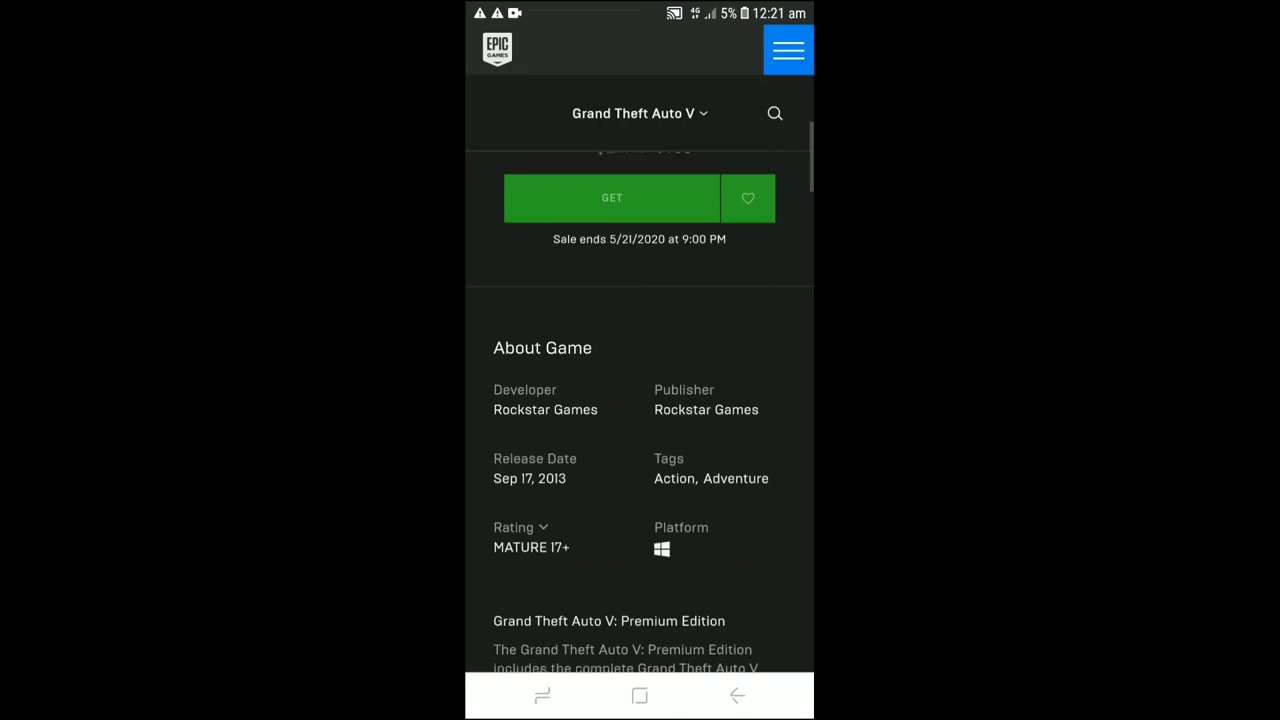 4G 5% 12:21 am
EPIC
GAMES
Grand Theft Auto V
GET
Sale ends 5/21/2020 at 9:00 PM
About Game
Developer Publisher
Rockstar Games Rockstar Games
Release Date Tags
Sep 17, 2013 Action, Adventure
Rating Platform
MATURE 17+
Grand Theft Auto V: Premium Edition
The Grand Theft Auto V: Premium Edition
includes the complete Grand Theft Auto V